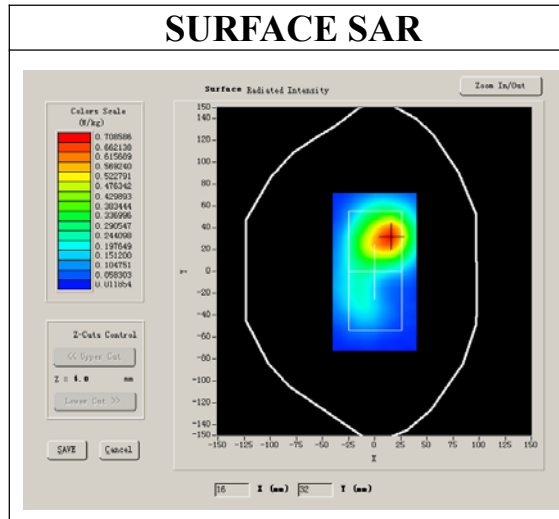 SURFACE SAR
Surface Radiated Intensity
Zoom In/Out
Colors Scale
(W/kg)
0.708586
0.662138
0.615689
0.569240
0.522791
0.476342
0.429893
0.383444
0.336996
0.290547
0.244098
0.197649
0.151200
0.104751
0.058303
0.011854
150
140
120
100
80
60
40
20
0
-20
-40
-60
-80
-100
-120
-140
-150
Y
-150 -125 -100 -75 -50 -25 0 25 50 75 100 125 150
X
Z-Cuts Control
<< Upper Cut
Z = 4.0 mm
Lower Cut >>
SAVE Cancel
16 X (mm) 32 Y (mm)